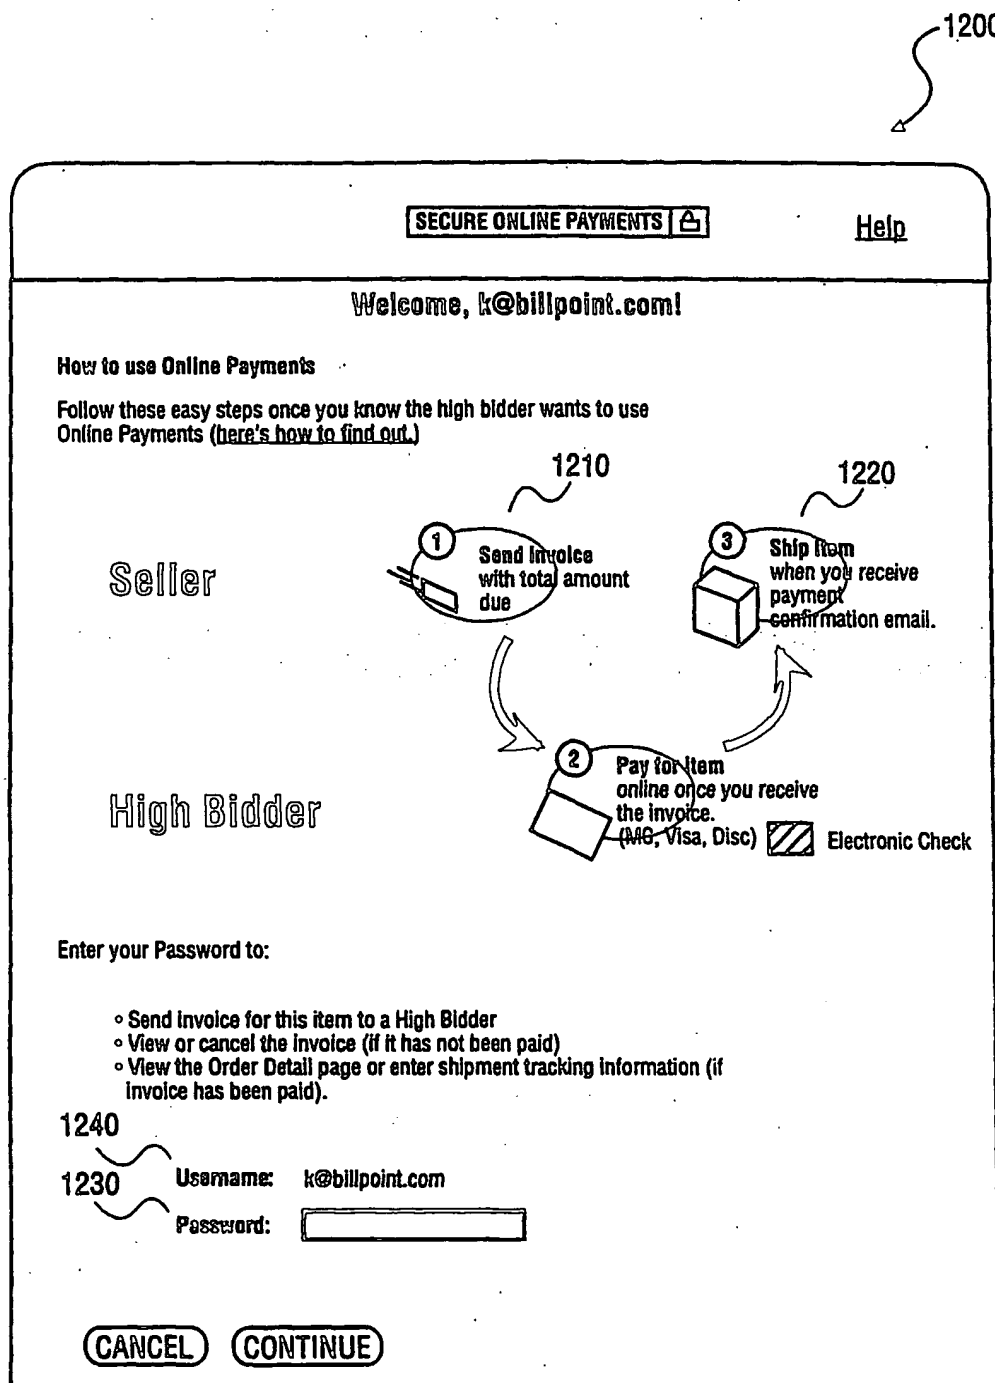 1200
SECURE ONLINE PAYMENTS
Help
Welcome, k@billpoint.com!
How to use Online Payments
Follow these easy steps once you know the high bidder wants to use
Online Payments (here's how to find out.)
1210
1220
Seller
1
Send Invoice
with total amount
due
3
Ship Item
when you receive
payment
confirmation email.
High Bidder
2
Pay for Item
online once you receive
the invoice.
(MC, Visa, Disc)
Electronic Check
Enter your Password to:
◦ Send invoice for this item to a High Bidder
◦ View or cancel the invoice (if it has not been paid)
◦ View the Order Detail page or enter shipment tracking information (if
invoice has been paid).
1240
Username: k@billpoint.com
1230
Password:
CANCEL CONTINUE